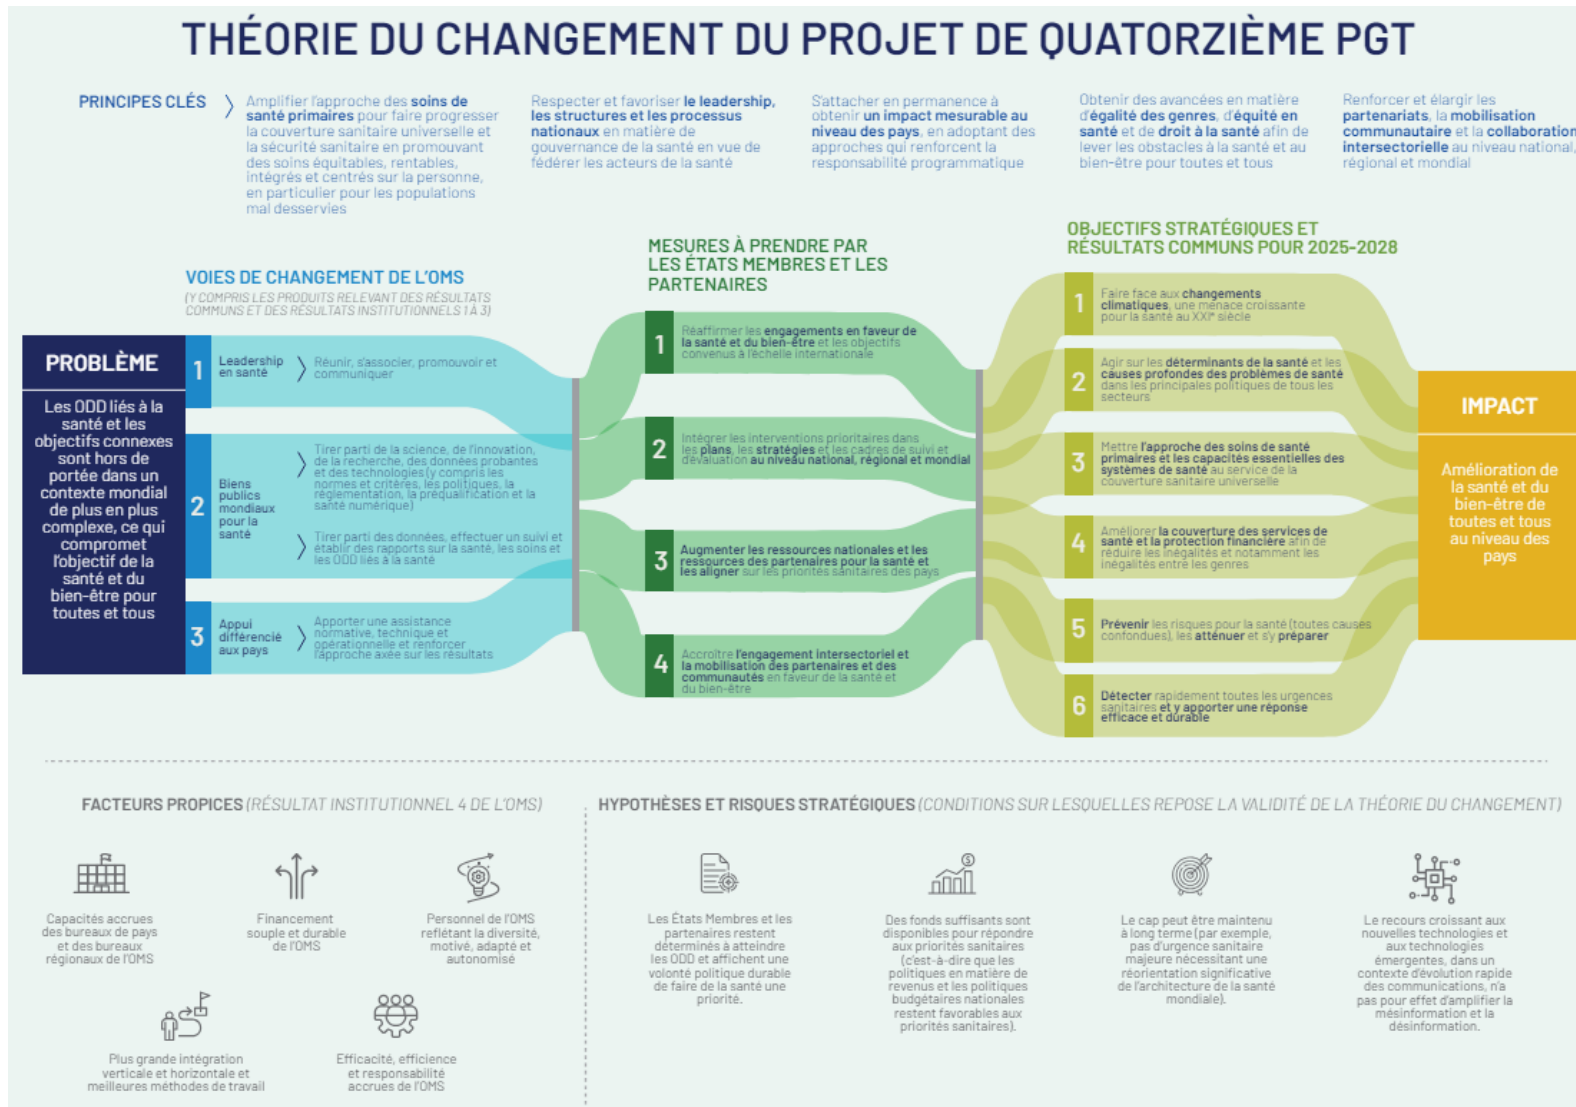 THÉORIE DU CHANGEMENT DU PROJET DE QUATORZIÈME PGT
PRINCIPES CLÉS
Amplifier l'approche des soins de
santé primaires pour faire progresser
la couverture sanitaire universelle et
la sécurité sanitaire en promouvant
des soins équitables, rentables,
intégrés et centrés sur la personne,
en particulier pour les populations
mal desservies
Respecter et favoriser le leadership,
les structures et les processus
nationaux en matière de
gouvernance de la santé en vue de
fédérer les acteurs de la santé
S'attacher en permanence à
obtenir un impact mesurable au
niveau des pays, en adoptant des
approches qui renforcent la
responsabilité programmatique
Obtenir des avancées en matière
d'égalité des genres, d'équité en
santé et de droit à la santé afin de
lever les obstacles à la santé et au
bien-être pour toutes et tous
Renforcer et élargir les
partenariats, la mobilisation
communautaire et la collaboration
intersectorielle au niveau national,
régional et mondial
PROBLÈME
Les ODD liés à la
santé et les
objectifs connexes
sont hors de
portée dans un
contexte mondial
de plus en plus
complexe, ce qui
compromet
l'objectif de la
santé et du
bien-être pour
toutes et tous
VOIES DE CHANGEMENT DE L'OMS
(Y COMPRIS LES PRODUITS RELEVANT DES RÉSULTATS
COMMUNS ET DES RÉSULTATS INSTITUTIONNELS 1 À 3)
1
Leadership
en santé
Réunir, s'associer, promouvoir et
communiquer
2
Biens
publics
mondiaux
pour la
santé
Tirer parti de la science, de l'innovation,
de la recherche, des données probantes
et des technologies (y compris les
normes et critères, les politiques, la
réglementation, la préqualification et la
santé numérique)
Tirer parti des données, effectuer un suivi et
établir des rapports sur la santé, les soins et
les ODD liés à la santé
3
Appui
différencié
aux pays
Apporter une assistance
normative, technique et
opérationnelle et renforcer
l'approche axée sur les résultats
MESURES À PRENDRE PAR
LES ÉTATS MEMBRES ET LES
PARTENAIRES
1
Réaffirmer les engagements en faveur de
la santé et du bien-être et les objectifs
convenus à l'échelle internationale
2
Intégrer les interventions prioritaires dans
les plans, les stratégies et les cadres de suivi et
d'évaluation au niveau national, régional et mondial
3
Augmenter les ressources nationales et les
ressources des partenaires pour la santé et
les aligner sur les priorités sanitaires des pays
4
Accroître l'engagement intersectoriel et
la mobilisation des partenaires et des
communautés en faveur de la santé et
du bien-être
OBJECTIFS STRATÉGIQUES ET
RÉSULTATS COMMUNS POUR 2025-2028
1
Faire face aux changements
climatiques, une menace croissante
pour la santé au XXIe siècle
2
Agir sur les déterminants de la santé et les
causes profondes des problèmes de santé
dans les principales politiques de tous les
secteurs
3
Mettre l'approche des soins de santé
primaires et les capacités essentielles des
systèmes de santé au service de la
couverture sanitaire universelle
4
Améliorer la couverture des services de
santé et la protection financière afin de
réduire les inégalités et notamment les
inégalités entre les genres
5
Prévenir les risques pour la santé (toutes causes
confondues), les atténuer et s'y préparer
6
Détecter rapidement toutes les urgences
sanitaires et y apporter une réponse
efficace et durable
IMPACT
Amélioration de
la santé et du
bien-être de
toutes et tous
au niveau des
pays
FACTEURS PROPICES (RÉSULTAT INSTITUTIONNEL 4 DE L'OMS)
Capacités accrues
des bureaux de pays
et des bureaux
régionaux de l'OMS
Financement
souple et durable
de l'OMS
Personnel de l'OMS
reflétant la diversité,
motivé, adapté et
autonomisé
Plus grande intégration
verticale et horizontale et
meilleures méthodes de travail
Efficacité, efficience
et responsabilité
accrues de l'OMS
HYPOTHÈSES ET RISQUES STRATÉGIQUES (CONDITIONS SUR LESQUELLES REPOSE LA VALIDITÉ DE LA THÉORIE DU CHANGEMENT)
Les États Membres et les
partenaires restent
déterminés à atteindre
les ODD et affichent une
volonté politique durable
de faire de la santé une
priorité.
Des fonds suffisants sont
disponibles pour répondre
aux priorités sanitaires
(c'est-à-dire que les
politiques en matière de
revenus et les politiques
budgétaires nationales
restent favorables aux
priorités sanitaires).
Le cap peut être maintenu
à long terme (par exemple,
pas d'urgence sanitaire
majeure nécessitant une
réorientation significative
de l'architecture de la santé
mondiale).
Le recours croissant aux
nouvelles technologies et
aux technologies
émergentes, dans un
contexte d'évolution rapide
des communications, n'a
pas pour effet d'amplifier la
mésinformation et la
désinformation.